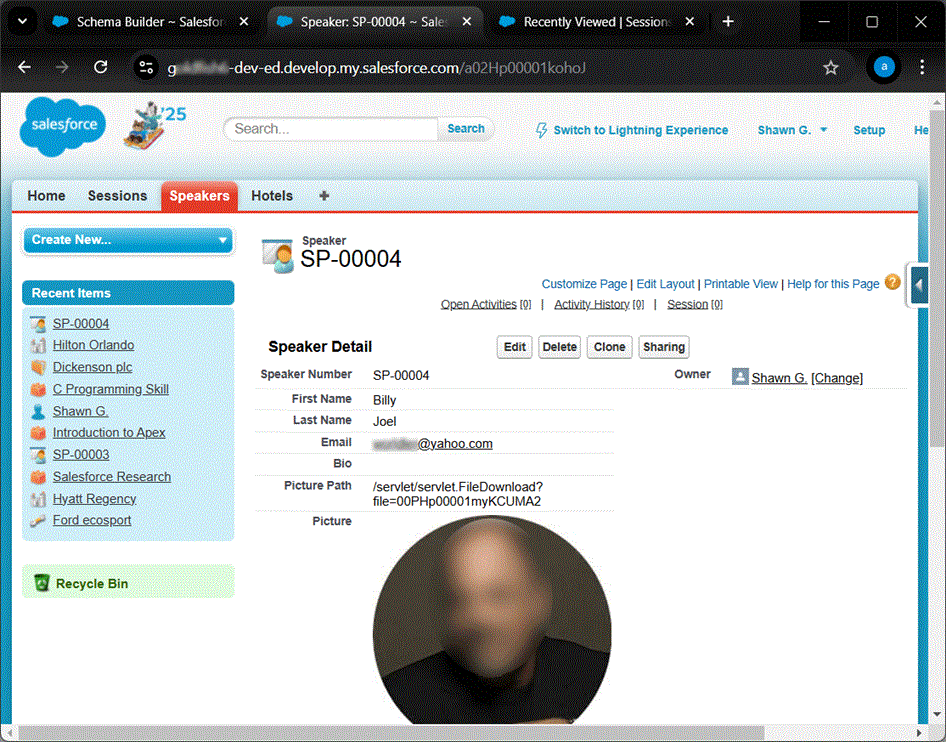 Schema Builder ~ Salesfor
Speaker: SP-00004 ~ Sales
Recently Viewed | Sessions
g -dev-ed.develop.my.salesforce.com/a02Hp00001kohoJ
a
salesforce
'25
Search...
Search
Switch to Lightning Experience
Shawn G.
Setup
He
Home
Sessions
Speakers
Hotels
+
Create New...
Speaker
SP-00004
Customize Page | Edit Layout | Printable View | Help for this Page ?
Open Activities [0] | Activity History [0] | Session [0]
Recent Items
SP-00004
Hilton Orlando
Dickenson plc
C Programming Skill
Shawn G.
Introduction to Apex
SP-00003
Salesforce Research
Hyatt Regency
Ford ecosport
Recycle Bin
Speaker Detail
Edit
Delete
Clone
Sharing
Speaker Number SP-00004
Owner Shawn G. [Change]
First Name Billy
Last Name Joel
Email @yahoo.com
Bio
Picture Path /servlet/servlet.FileDownload?
file=00PHp00001myKCUMA2
Picture